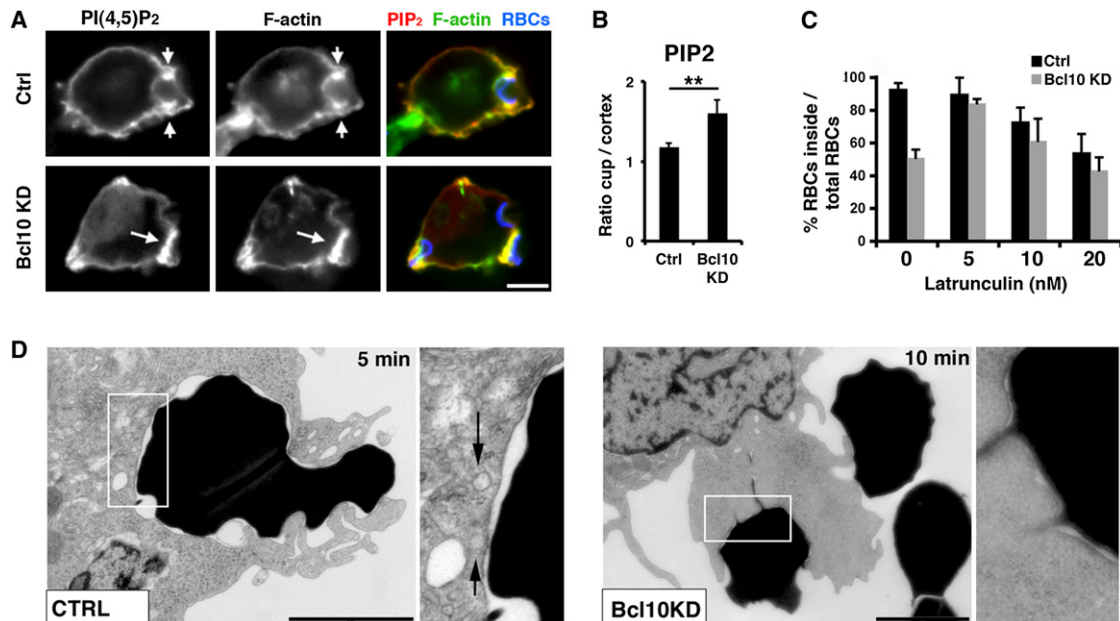 A
PI(4,5)P2
F-actin
PIP2 F-actin RBCs
Ctrl
Bcl10 KD
B
PIP2
**
Ratio cup / cortex
2
1
0
Ctrl
Bcl10 KD
C
Ctrl
Bcl10 KD
% RBCs inside / total RBCs
100
80
60
40
20
0
0 5 10 20
Latrunculin (nM)
D
5 min
CTRL
10 min
Bcl10KD